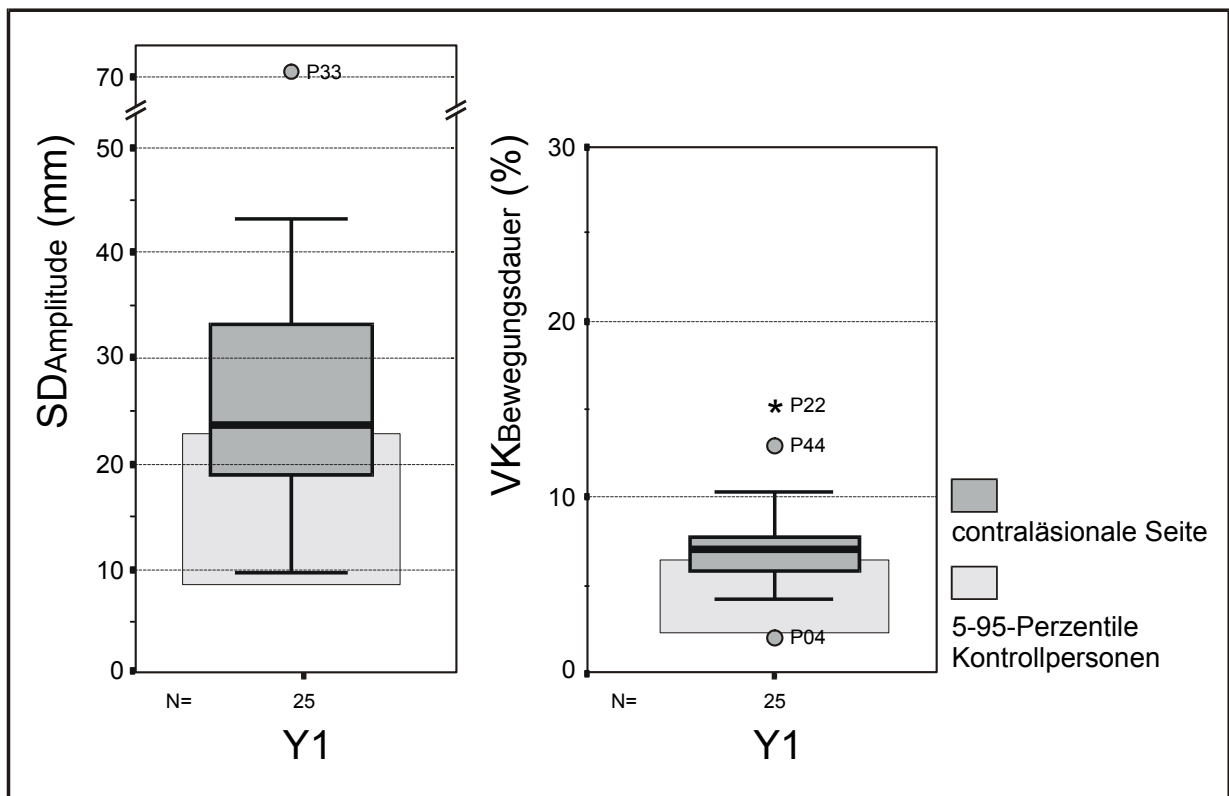 SDAmplitude (mm)
70
50
40
30
20
10
0
P33
N= 25
Y1
VKBewegungsdauer (%)
30
20
10
0
* P22
P44
P04
N= 25
Y1
contraläsionale Seite
5-95-Perzentile
Kontrollpersonen